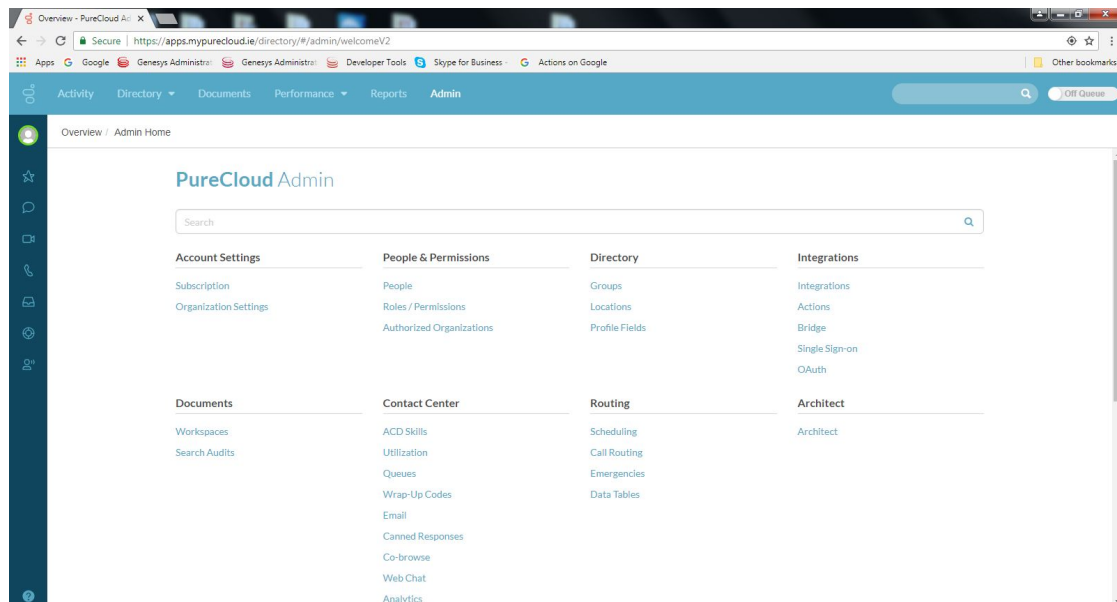 Overview - PureCloud Ad
Secure | https://apps.mypurecloud.ie/directory/#/admin/welcomeV2
Apps Google Genesys Administrat Genesys Administrat Developer Tools Skype for Business - Actions on Google Other bookmarks
Activity Directory Documents Performance Reports Admin Off Queue
Overview / Admin Home
PureCloud Admin
Search
Account Settings People & Permissions Directory Integrations
Subscription People Groups Integrations
Organization Settings Roles / Permissions Locations Actions
Authorized Organizations Profile Fields Bridge
Single Sign-on
OAuth
Documents Contact Center Routing Architect
Workspaces ACD Skills Scheduling Architect
Search Audits Utilization Call Routing
Queues Emergencies
Wrap-Up Codes Data Tables
Email
Canned Responses
Co-browse
Web Chat
Analytics